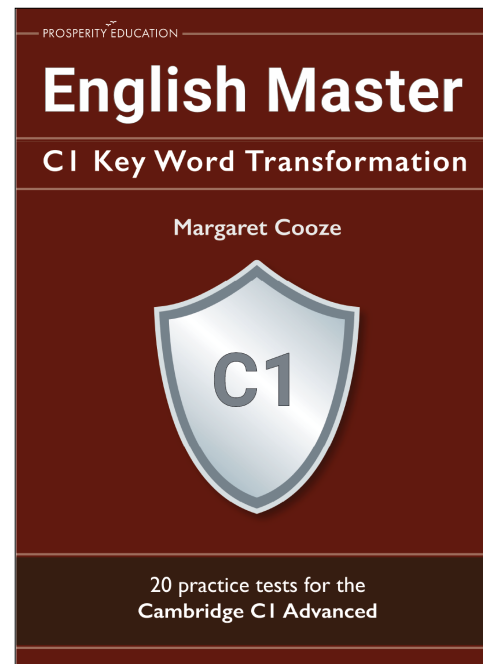 PROSPERITY EDUCATION
English Master
C1 Key Word Transformation
Margaret Cooze
C1
20 practice tests for the
Cambridge C1 Advanced